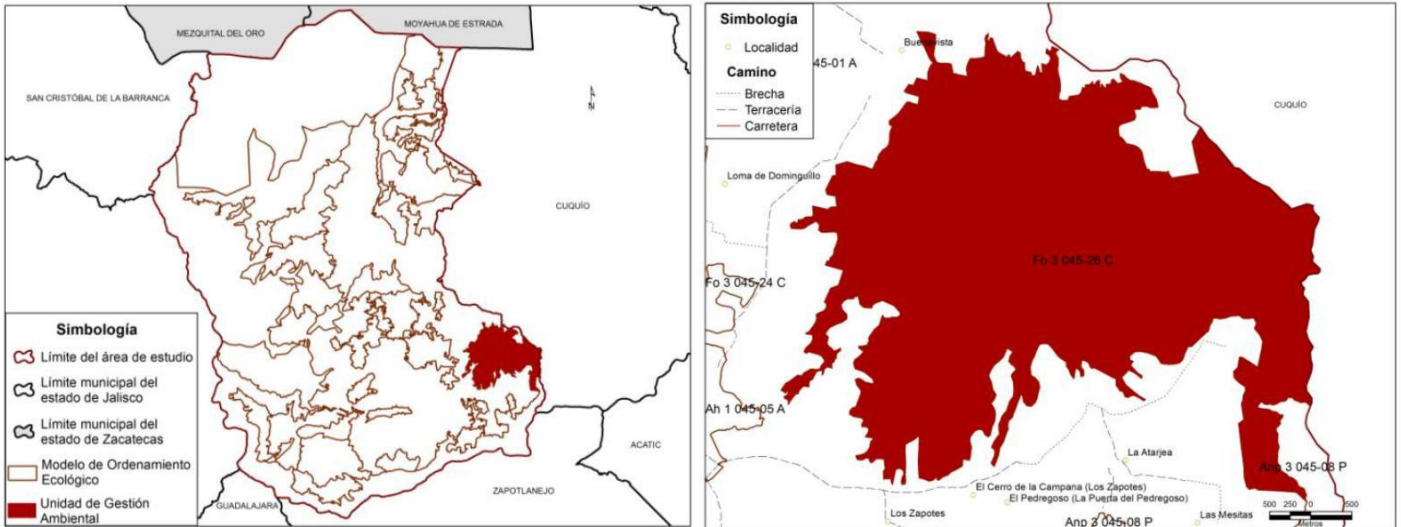 MEZQUITAL DEL ORO
MOYAHUA DE ESTRADA
SAN CRISTÓBAL DE LA BARRANCA
N
CUQUÍO
ACATIC
ZAPOTLANEJO
GUADALAJARA
Simbología
Límite del área de estudio
Límite municipal del
estado de Jalisco
Límite municipal del
estado de Zacatecas
Modelo de Ordenamiento
Ecológico
Unidad de Gestión
Ambiental
Simbología
Localidad
Camino
Brecha
Terracería
Carretera
Buenavista
45-01 A
CUQUÍO
Loma de Dominguillo
Fo 3 045-26 C
Fo 3 045-24 C
Ah 1 045-05 A
La Atarjea
Anp 3 045-08 P
El Cerro de la Campana (Los Zapotes)
El Pedregoso (La Puerta del Pedregoso)
Los Zapotes
Anp 3 045-08 P
Las Mesitas
500 250 0 500
Metros